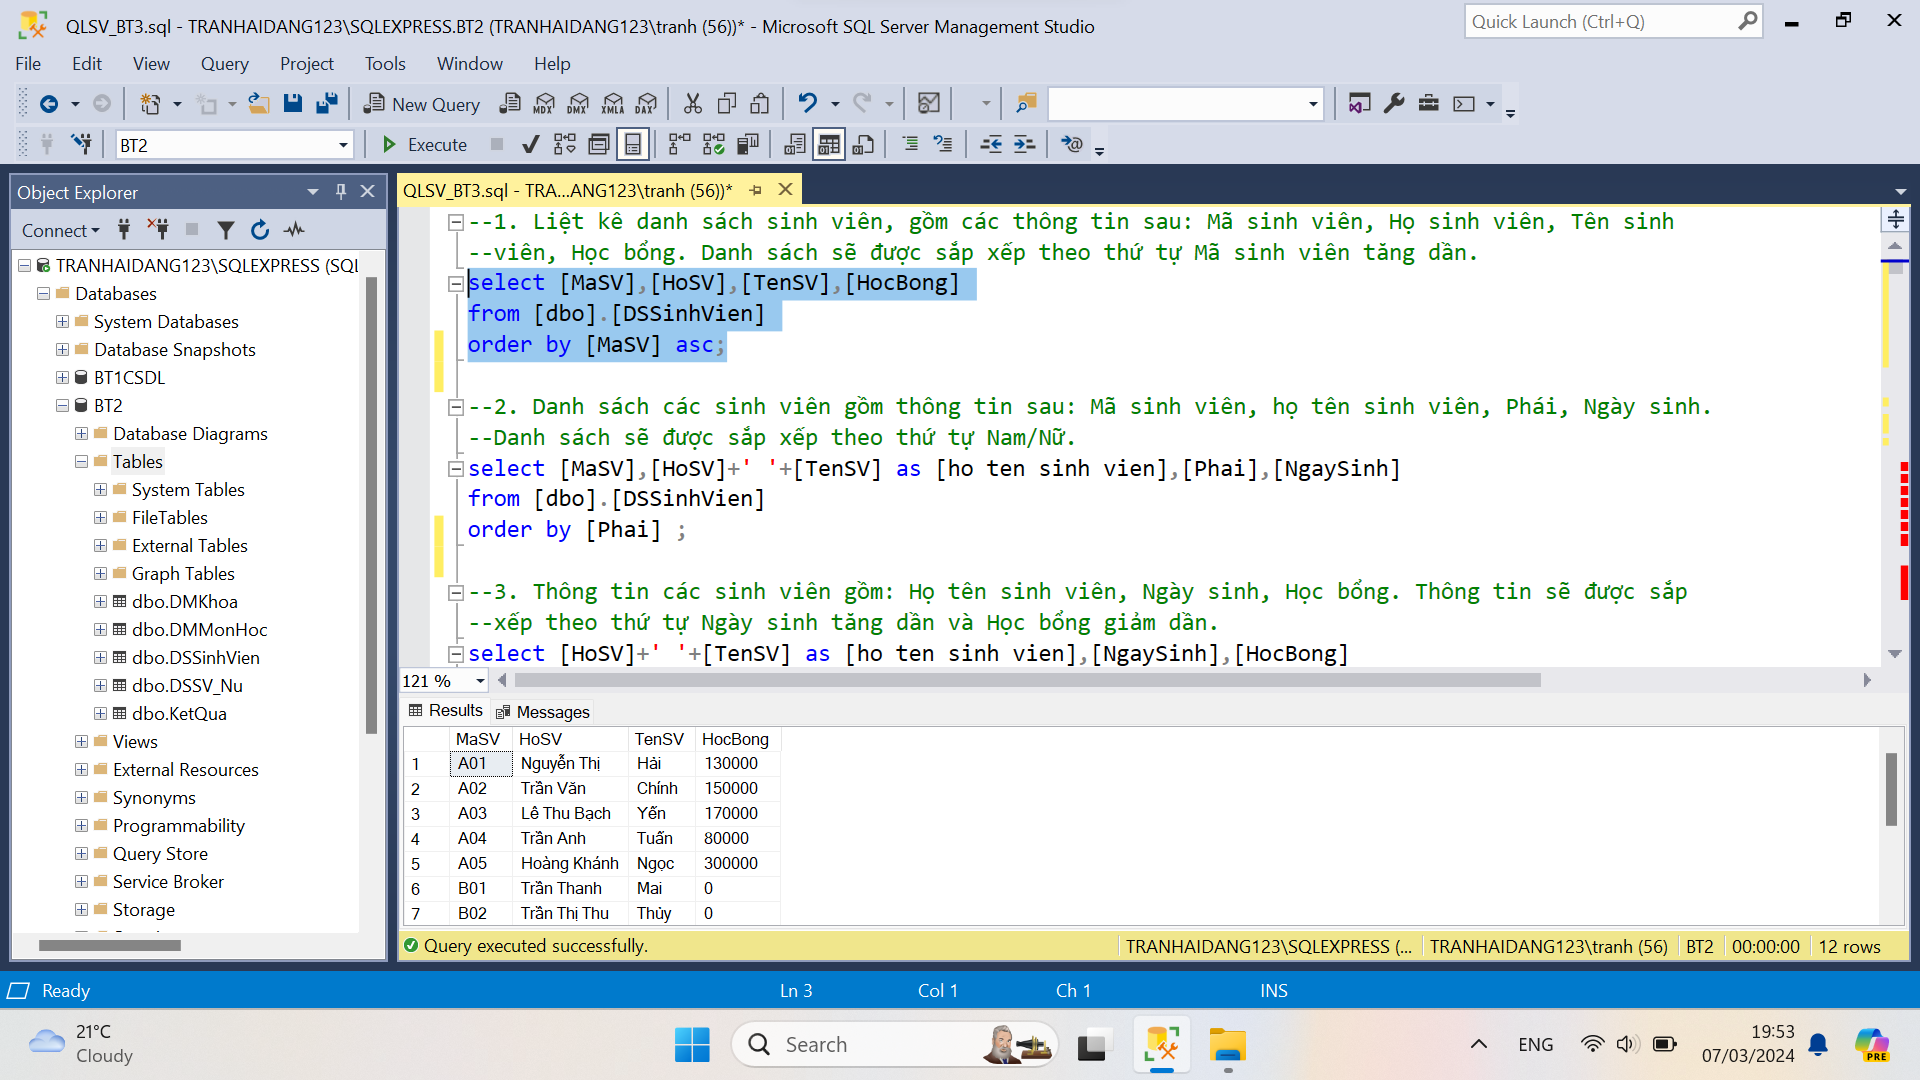 QLSV_BT3.sql - TRANHAIDANG123\SQLEXPRESS.BT2 (TRANHAIDANG123\tranh (56))* - Microsoft SQL Server Management Studio
Quick Launch (Ctrl+Q)
File Edit View Query Project Tools Window Help
New Query MDX DMX XMLA DAX
BT2 Execute
Object Explorer
Connect
TRANHAIDANG123\SQLEXPRESS (SQL
Databases
System Databases
Database Snapshots
BT1CSDL
BT2
Database Diagrams
Tables
System Tables
FileTables
External Tables
Graph Tables
dbo.DMKhoa
dbo.DMMonHoc
dbo.DSSinhVien
dbo.DSSV_Nu
dbo.KetQua
Views
External Resources
Synonyms
Programmability
Query Store
Service Broker
Storage
QLSV_BT3.sql - TRA...ANG123\tranh (56))*
--1. Liệt kê danh sách sinh viên, gồm các thông tin sau: Mã sinh viên, Họ sinh viên, Tên sinh
--viên, Học bổng. Danh sách sẽ được sắp xếp theo thứ tự Mã sinh viên tăng dần.
select [MaSV],[HoSV],[TenSV],[HocBong]
from [dbo].[DSSinhVien]
order by [MaSV] asc;
--2. Danh sách các sinh viên gồm thông tin sau: Mã sinh viên, họ tên sinh viên, Phái, Ngày sinh.
--Danh sách sẽ được sắp xếp theo thứ tự Nam/Nữ.
select [MaSV],[HoSV]+' '+[TenSV] as [ho ten sinh vien],[Phai],[NgaySinh]
from [dbo].[DSSinhVien]
order by [Phai] ;
--3. Thông tin các sinh viên gồm: Họ tên sinh viên, Ngày sinh, Học bổng. Thông tin sẽ được sắp
--xếp theo thứ tự Ngày sinh tăng dần và Học bổng giảm dần.
select [HoSV]+' '+[TenSV] as [ho ten sinh vien],[NgaySinh],[HocBong]
121 %
Results Messages
MaSV HoSV TenSV HocBong
1 A01 Nguyễn Thị Hải 130000
2 A02 Trần Văn Chính 150000
3 A03 Lê Thu Bạch Yến 170000
4 A04 Trần Anh Tuấn 80000
5 A05 Hoàng Khánh Ngọc 300000
6 B01 Trần Thanh Mai 0
7 B02 Trần Thị Thu Thủy 0
Query executed successfully. TRANHAIDANG123\SQLEXPRESS (... TRANHAIDANG123\tranh (56) BT2 00:00:00 12 rows
Ready Ln 3 Col 1 Ch 1 INS
21°C
Cloudy
Search
ENG
19:53
07/03/2024
PRE